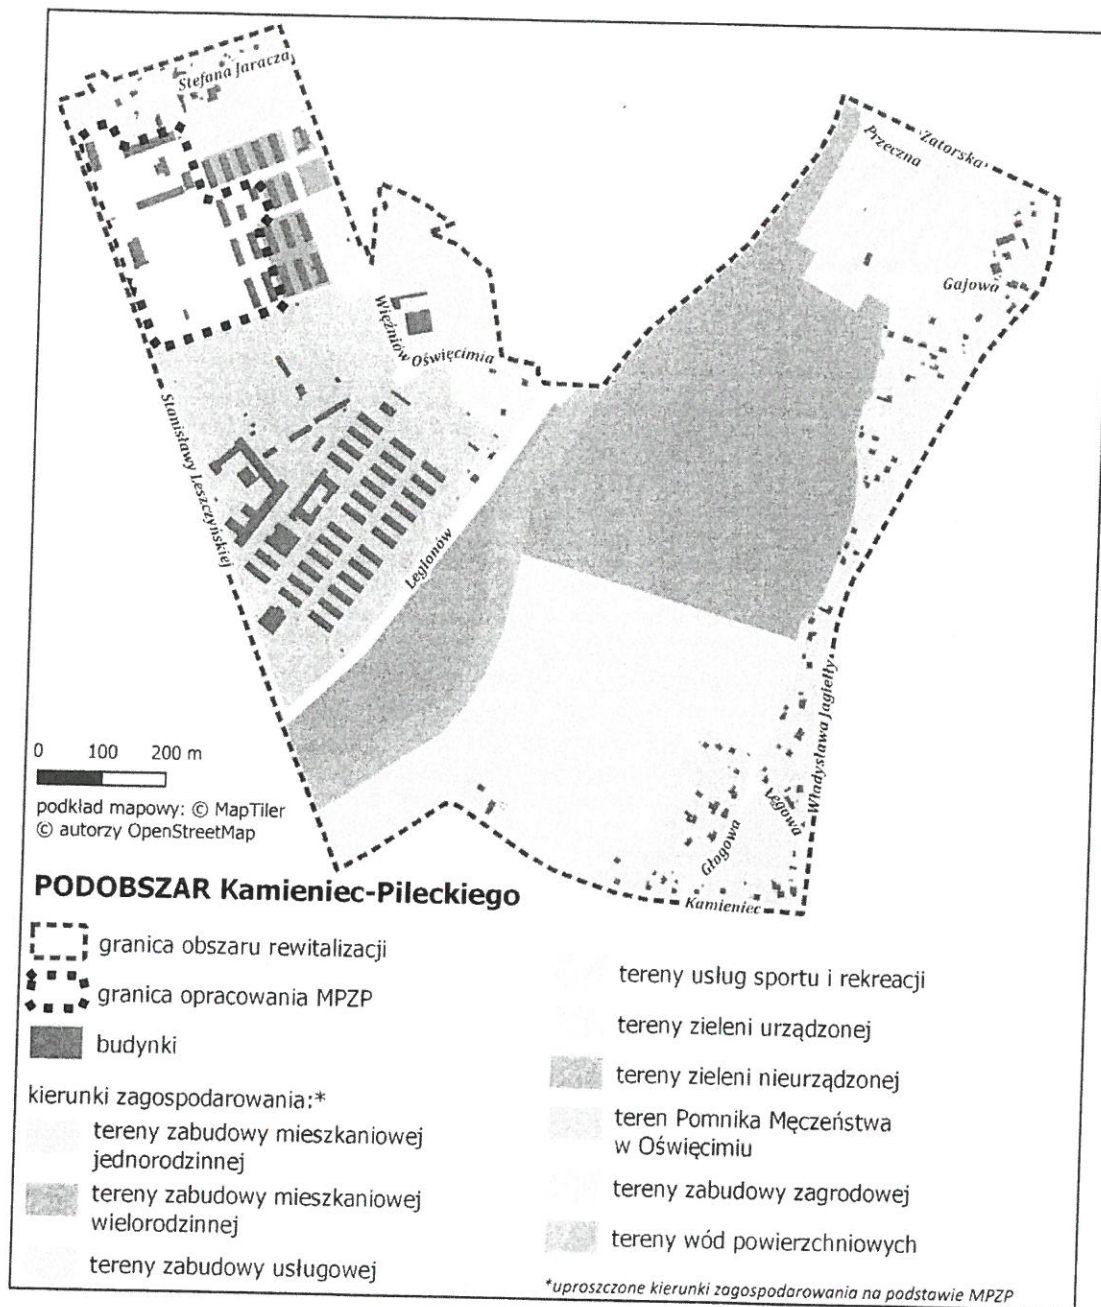 Stefana Jaracza
Zatorska
Przeczna
Gajowa
Więźniów
Oświęcimia
Stanisławy Leszczyńskiej
Legionów
Władysława Jagiełły
Łęgowa
Głogowa
Kamieniec
0 100 200 m
podkład mapowy: © MapTiler
© autorzy OpenStreetMap
PODOBSZAR Kamieniec-Pileckiego
granica obszaru rewitalizacji
granica opracowania MPZP
budynki
kierunki zagospodarowania:*
tereny zabudowy mieszkaniowej
jednorodzinnej
tereny zabudowy mieszkaniowej
wielorodzinnej
tereny zabudowy usługowej
tereny usług sportu i rekreacji
tereny zieleni urządzonej
tereny zieleni nieurządzonej
teren Pomnika Męczeństwa
w Oświęcimiu
tereny zabudowy zagrodowej
tereny wód powierzchniowych
*uproszczone kierunki zagospodarowania na podstawie MPZP